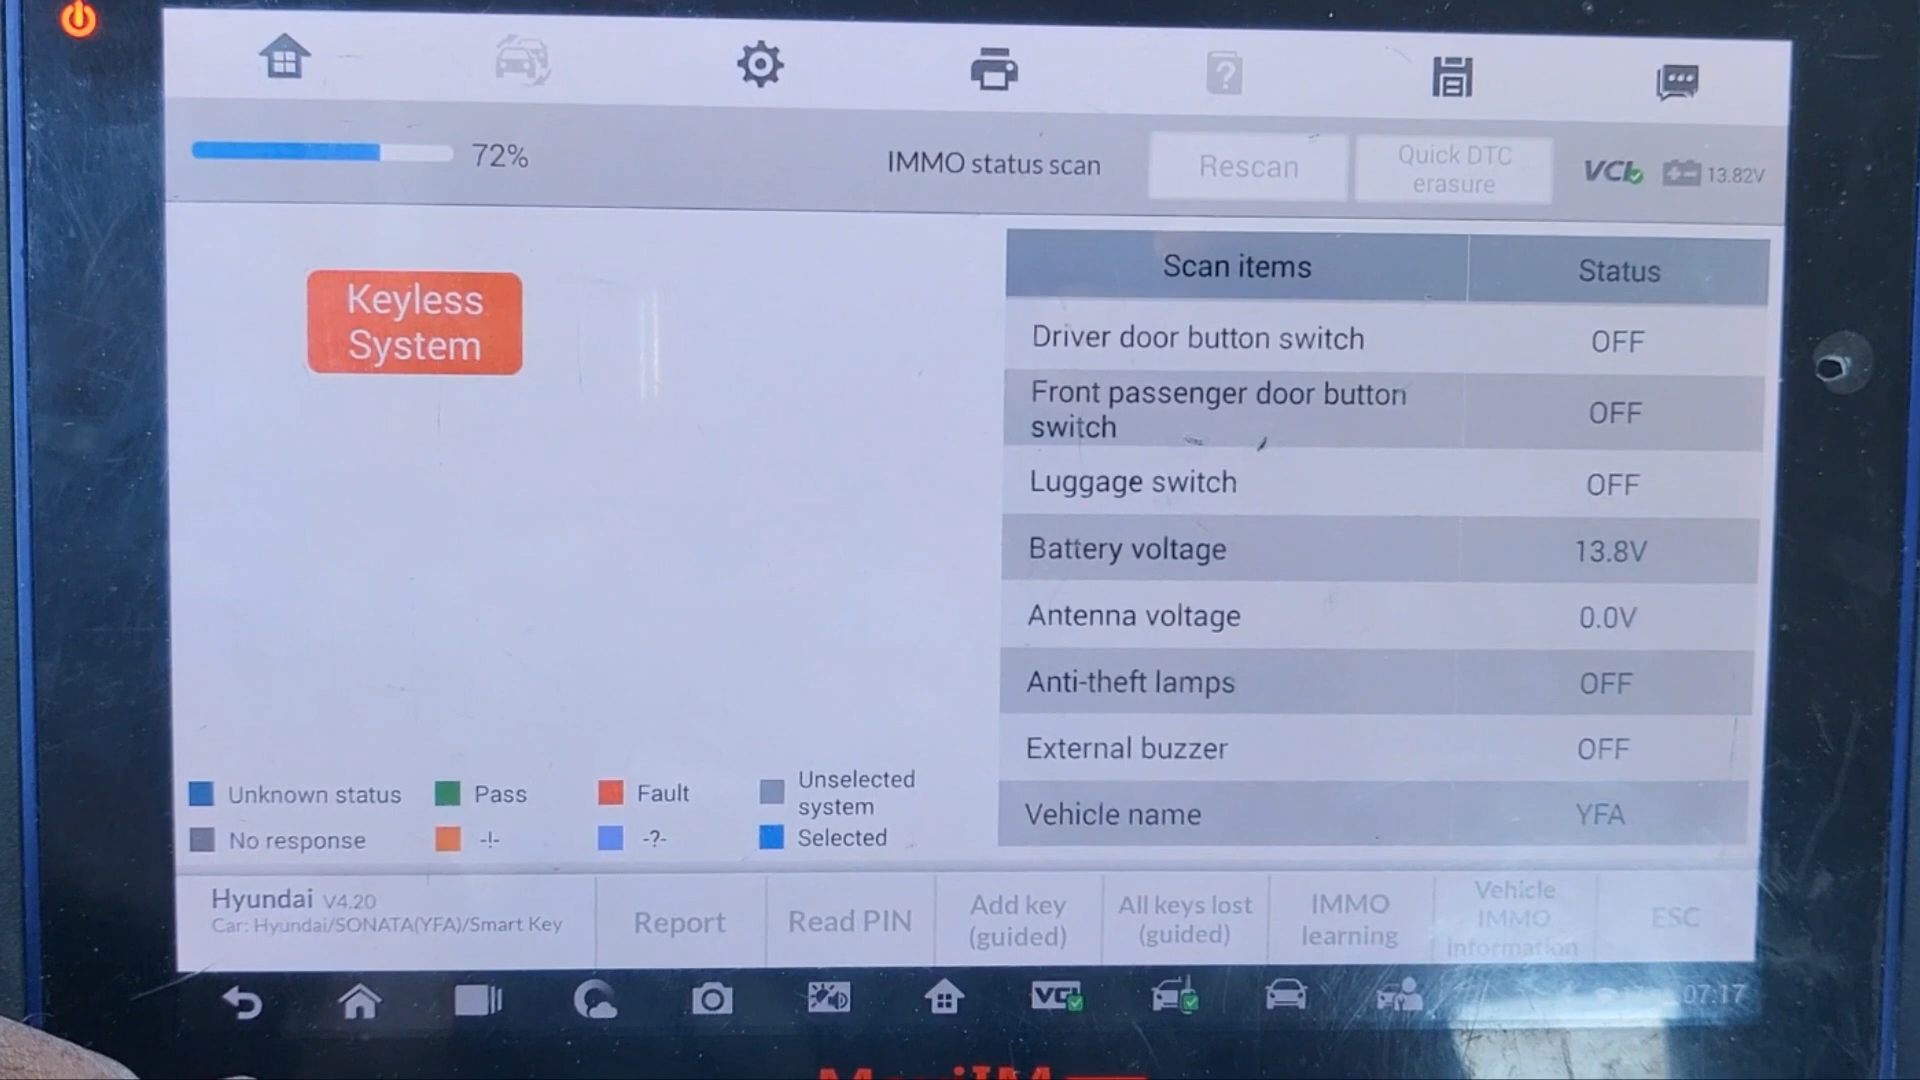 72%
IMMO status scan
Rescan
Quick DTC
erasure
VCI
13.82V
Keyless
System
Scan items Status
Driver door button switch OFF
Front passenger door button
switch
OFF
Luggage switch OFF
Battery voltage 13.8V
Antenna voltage 0.0V
Anti-theft lamps OFF
External buzzer OFF
Vehicle name YFA
Unknown status
Pass
Fault
Unselected
system
No response
-!-
-?-
Selected
Hyundai V4.20
Car: Hyundai/SONATA(YFA)/Smart Key
Report
Read PIN
Add key
(guided)
All keys lost
(guided)
IMMO
learning
Vehicle
IMMO
information
ESC
VCI
07:17